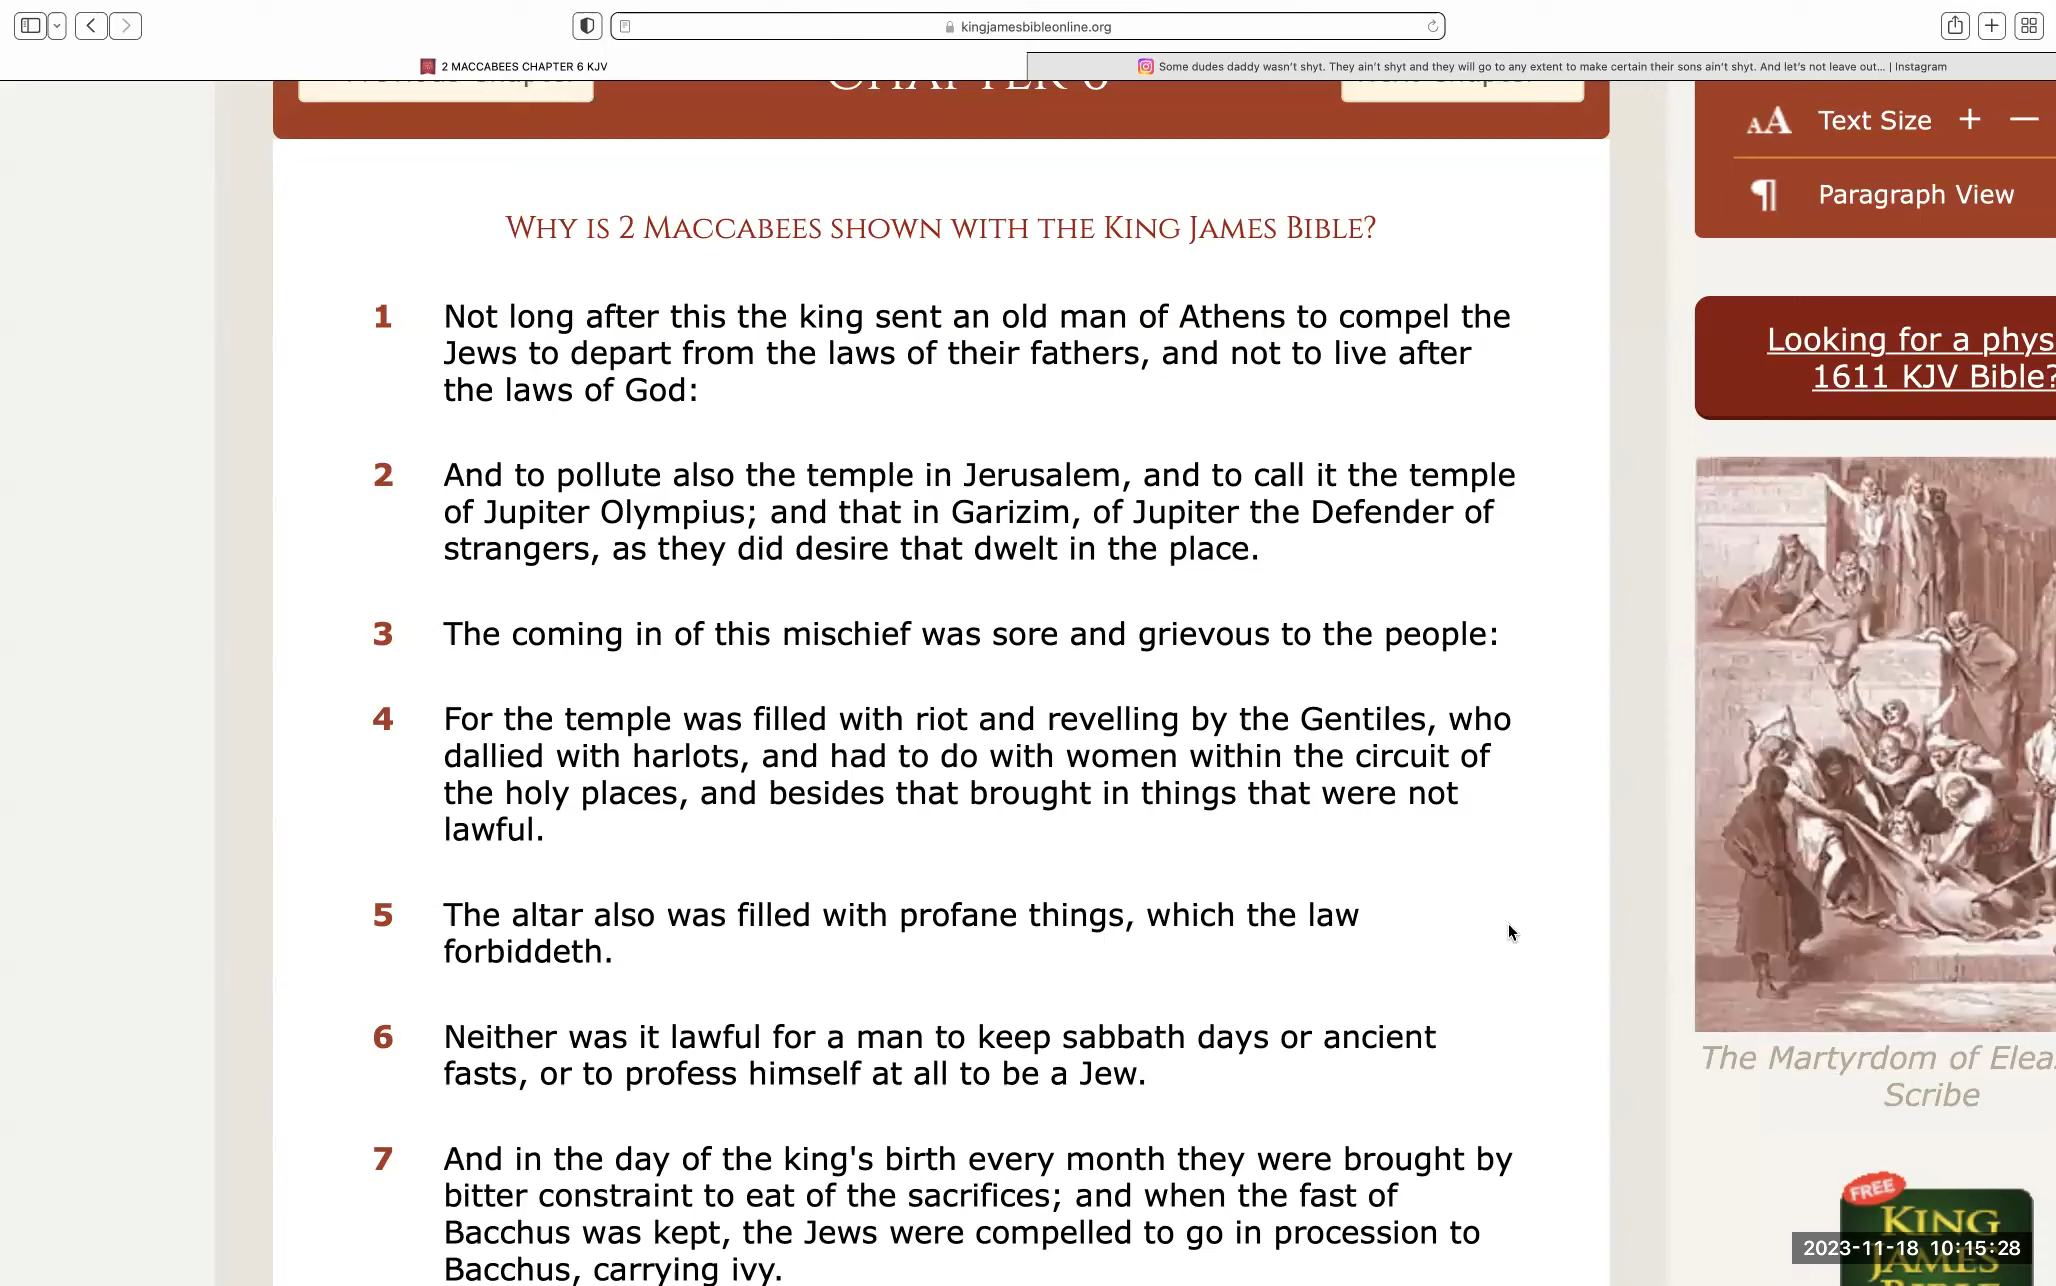 kingjamesbibleonline.org
2 MACCABEES CHAPTER 6 KJV
Some dudes daddy wasn't shyt. They ain't shyt and they will go to any extent to make certain their sons ain't shyt. And let's not leave out... | Instagram
AA Text Size + —
¶ Paragraph View
WHY IS 2 MACCABEES SHOWN WITH THE KING JAMES BIBLE?
1 Not long after this the king sent an old man of Athens to compel the
Jews to depart from the laws of their fathers, and not to live after
the laws of God:
2 And to pollute also the temple in Jerusalem, and to call it the temple
of Jupiter Olympius; and that in Garizim, of Jupiter the Defender of
strangers, as they did desire that dwelt in the place.
3 The coming in of this mischief was sore and grievous to the people:
4 For the temple was filled with riot and revelling by the Gentiles, who
dallied with harlots, and had to do with women within the circuit of
the holy places, and besides that brought in things that were not
lawful.
5 The altar also was filled with profane things, which the law
forbiddeth.
6 Neither was it lawful for a man to keep sabbath days or ancient
fasts, or to profess himself at all to be a Jew.
7 And in the day of the king's birth every month they were brought by
bitter constraint to eat of the sacrifices; and when the fast of
Bacchus was kept, the Jews were compelled to go in procession to
Bacchus, carrying ivy.
Looking for a phys
1611 KJV Bible?
The Martyrdom of Elea
Scribe
FREE
KING
JAMES
2023-11-18 10:15:28